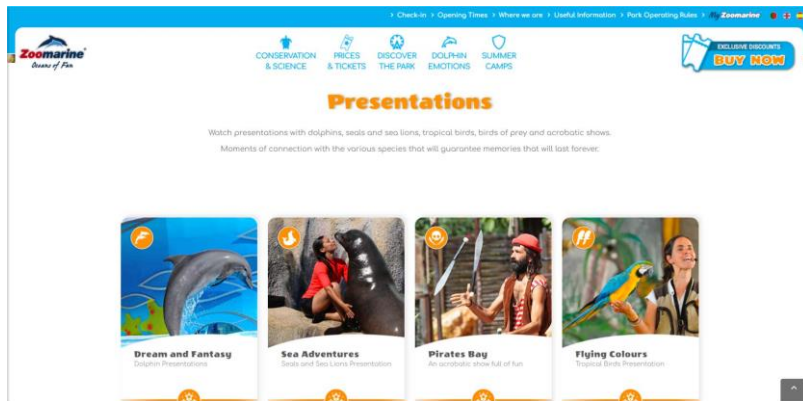 > Check-in > Opening Times > Where we are > Useful Information > Park Operating Rules > My Zoomarine
Zoomarine
Oceans of Fun
CONSERVATION & SCIENCE
PRICES & TICKETS
DISCOVER THE PARK
DOLPHIN EMOTIONS
SUMMER CAMPS
EXCLUSIVE DISCOUNTS
BUY NOW
Presentations
Watch presentations with dolphins, seals and sea lions, tropical birds, birds of prey and acrobatic shows.
Moments of connection with the various species that will guarantee memories that will last forever.
Dream and Fantasy
Dolphin Presentations
Sea Adventures
Seals and Sea Lions Presentation
Pirates Bay
An acrobatic show full of fun
Flying Colours
Tropical Birds Presentation